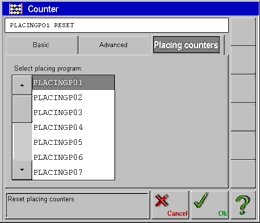 Counter
PLACINGP01 RESET
Basic
Advanced
Placing counters
Select placing program:
PLACINGP01
PLACINGP02
PLACINGP03
PLACINGP04
PLACINGP05
PLACINGP06
PLACINGP07
Reset placing counters
Cancel
Ok